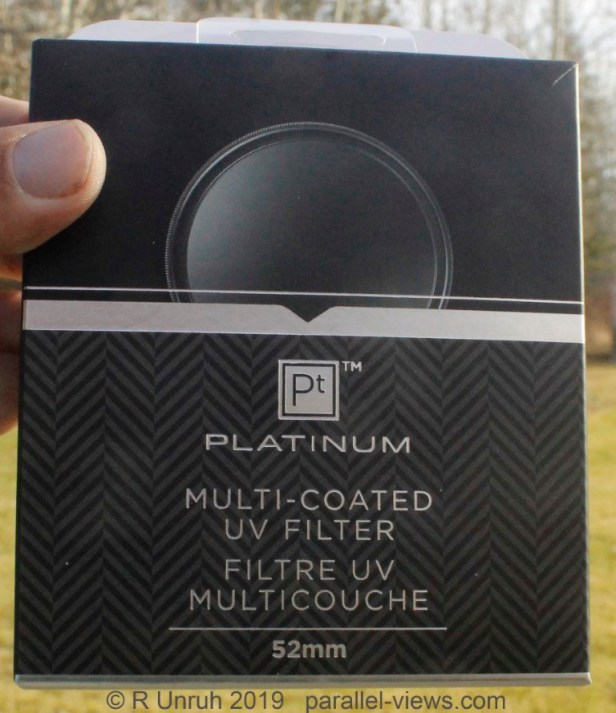 Pt™
PLATINUM
MULTI-COATED
UV FILTER
FILTRE UV
MULTICOUCHE
52mm
© R Unruh 2019 parallel-views.com